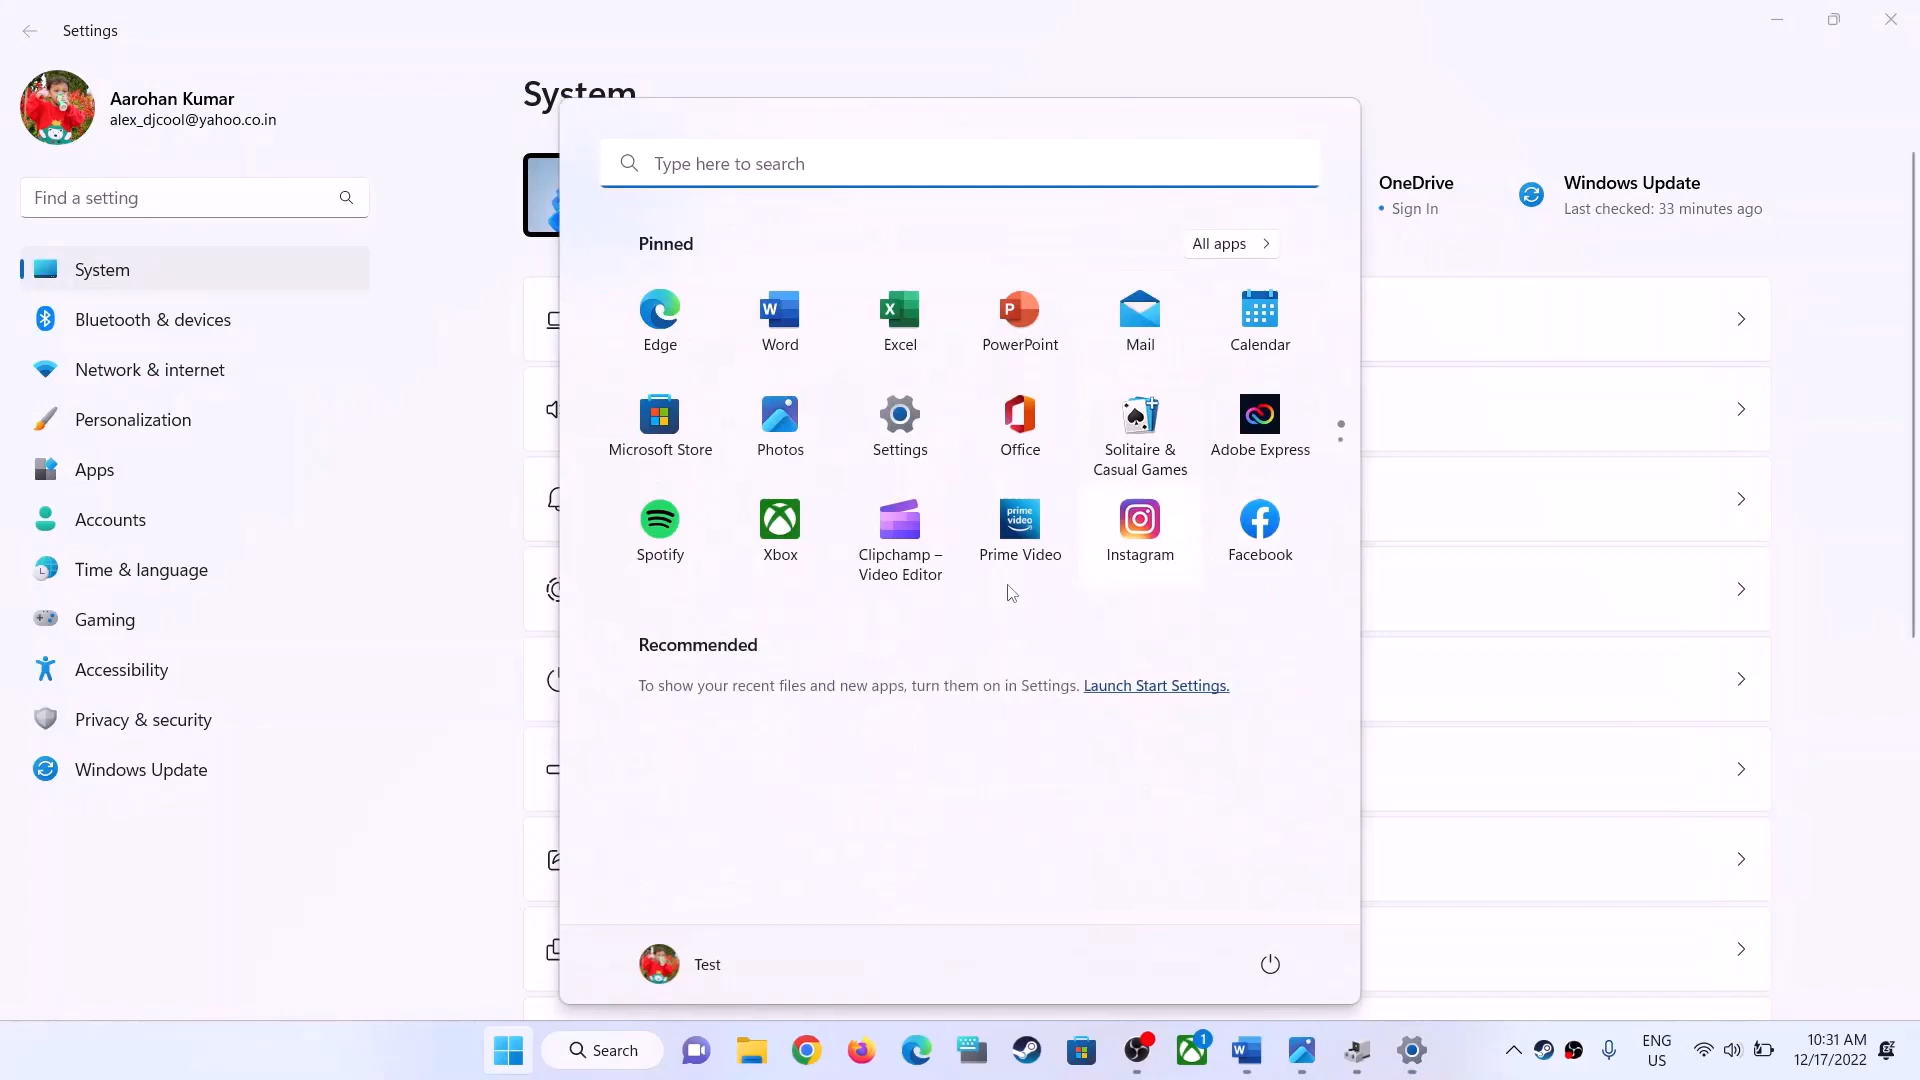 Settings
Aarohan Kumar
alex_djcool@yahoo.co.in
Find a setting
System
Bluetooth & devices
Network & internet
Personalization
Apps
Accounts
Time & language
Gaming
Accessibility
Privacy & security
Windows Update
System
OneDrive
• Sign In
Windows Update
Last checked: 33 minutes ago
Type here to search
Pinned
All apps
Edge
Word
Excel
PowerPoint
Mail
Calendar
Microsoft Store
Photos
Settings
Office
Solitaire &
Casual Games
Adobe Express
Spotify
Xbox
Clipchamp –
Video Editor
prime
video
Prime Video
Instagram
Facebook
Recommended
To show your recent files and new apps, turn them on in Settings. Launch Start Settings.
Test
Search
1
ENG
US
10:31 AM
12/17/2022